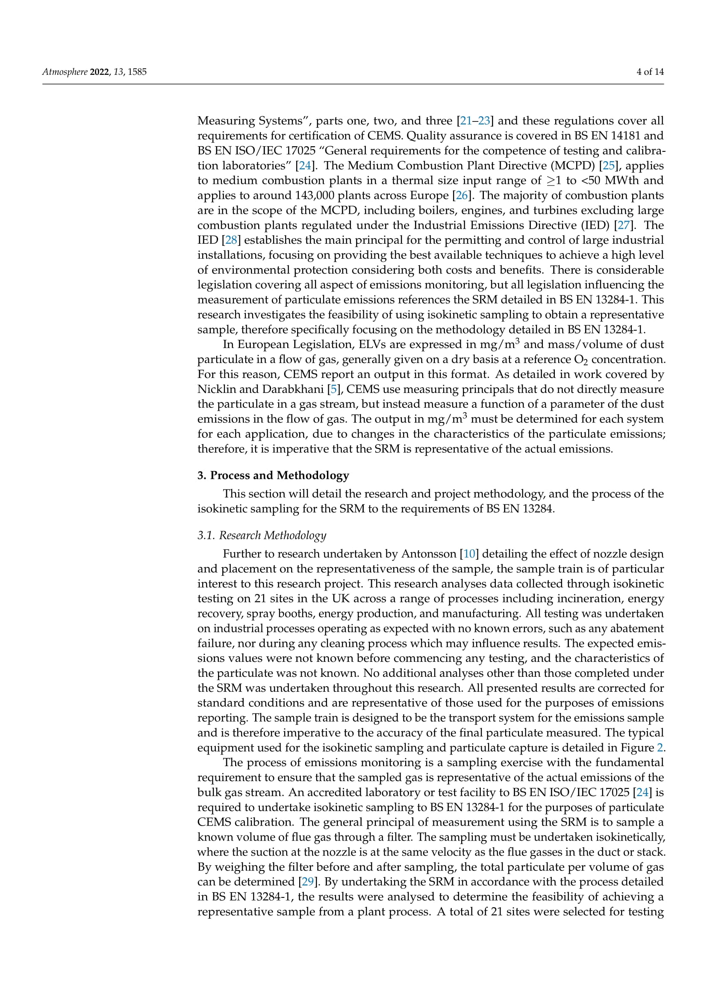 Atmosphere 2022, 13, 1585
4 of 14
Measuring Systems”, parts one, two, and three [21–23] and these regulations cover all
requirements for certification of CEMS. Quality assurance is covered in BS EN 14181 and
BS EN ISO/IEC 17025 “General requirements for the competence of testing and calibra-
tion laboratories” [24]. The Medium Combustion Plant Directive (MCPD) [25], applies
to medium combustion plants in a thermal size input range of ≥1 to <50 MWth and
applies to around 143,000 plants across Europe [26]. The majority of combustion plants
are in the scope of the MCPD, including boilers, engines, and turbines excluding large
combustion plants regulated under the Industrial Emissions Directive (IED) [27]. The
IED [28] establishes the main principal for the permitting and control of large industrial
installations, focusing on providing the best available techniques to achieve a high level
of environmental protection considering both costs and benefits. There is considerable
legislation covering all aspect of emissions monitoring, but all legislation influencing the
measurement of particulate emissions references the SRM detailed in BS EN 13284-1. This
research investigates the feasibility of using isokinetic sampling to obtain a representative
sample, therefore specifically focusing on the methodology detailed in BS EN 13284-1.
In European Legislation, ELVs are expressed in mg/m³ and mass/volume of dust
particulate in a flow of gas, generally given on a dry basis at a reference O₂ concentration.
For this reason, CEMS report an output in this format. As detailed in work covered by
Nicklin and Darabkhani [5], CEMS use measuring principals that do not directly measure
the particulate in a gas stream, but instead measure a function of a parameter of the dust
emissions in the flow of gas. The output in mg/m³ must be determined for each system
for each application, due to changes in the characteristics of the particulate emissions;
therefore, it is imperative that the SRM is representative of the actual emissions.
3. Process and Methodology
This section will detail the research and project methodology, and the process of the
isokinetic sampling for the SRM to the requirements of BS EN 13284.
3.1. Research Methodology
Further to research undertaken by Antonsson [10] detailing the effect of nozzle design
and placement on the representativeness of the sample, the sample train is of particular
interest to this research project. This research analyses data collected through isokinetic
testing on 21 sites in the UK across a range of processes including incineration, energy
recovery, spray booths, energy production, and manufacturing. All testing was undertaken
on industrial processes operating as expected with no known errors, such as any abatement
failure, nor during any cleaning process which may influence results. The expected emis-
sions values were not known before commencing any testing, and the characteristics of
the particulate was not known. No additional analyses other than those completed under
the SRM was undertaken throughout this research. All presented results are corrected for
standard conditions and are representative of those used for the purposes of emissions
reporting. The sample train is designed to be the transport system for the emissions sample
and is therefore imperative to the accuracy of the final particulate measured. The typical
equipment used for the isokinetic sampling and particulate capture is detailed in Figure 2.
The process of emissions monitoring is a sampling exercise with the fundamental
requirement to ensure that the sampled gas is representative of the actual emissions of the
bulk gas stream. An accredited laboratory or test facility to BS EN ISO/IEC 17025 [24] is
required to undertake isokinetic sampling to BS EN 13284-1 for the purposes of particulate
CEMS calibration. The general principal of measurement using the SRM is to sample a
known volume of flue gas through a filter. The sampling must be undertaken isokinetically,
where the suction at the nozzle is at the same velocity as the flue gasses in the duct or stack.
By weighing the filter before and after sampling, the total particulate per volume of gas
can be determined [29]. By undertaking the SRM in accordance with the process detailed
in BS EN 13284-1, the results were analysed to determine the feasibility of achieving a
representative sample from a plant process. A total of 21 sites were selected for testing